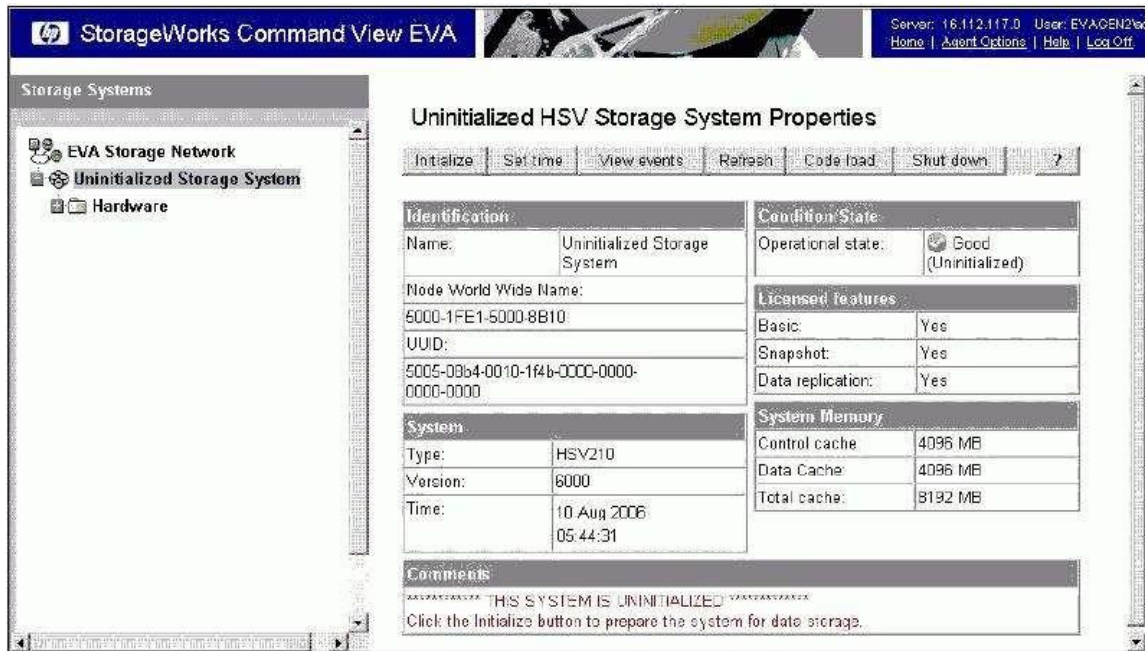 hp StorageWorks Command View EVA
Server: 16.112.117.0 User: EVAGEN2\
Home | Agent Options | Help | Log Off
Storage Systems
EVA Storage Network
Uninitialized Storage System
Hardware
Uninitialized HSV Storage System Properties
Initialize Set time View events Refresh Code load Shut down ?
Identification
Name: Uninitialized Storage
System
Node World Wide Name:
5000-1FE1-5000-8B10
UUID:
5005-08b4-0010-1f4b-0000-0000-
0000-0000
System
Type: HSV210
Version: 6000
Time: 10 Aug 2006
05:44:31
Condition/State
Operational state: Good
(Uninitialized)
Licensed features
Basic: Yes
Snapshot: Yes
Data replication: Yes
System Memory
Control cache 4096 MB
Data Cache 4096 MB
Total cache: 8192 MB
Comments
************ THIS SYSTEM IS UNINITIALIZED *************
Click the Initialize button to prepare the system for data storage.